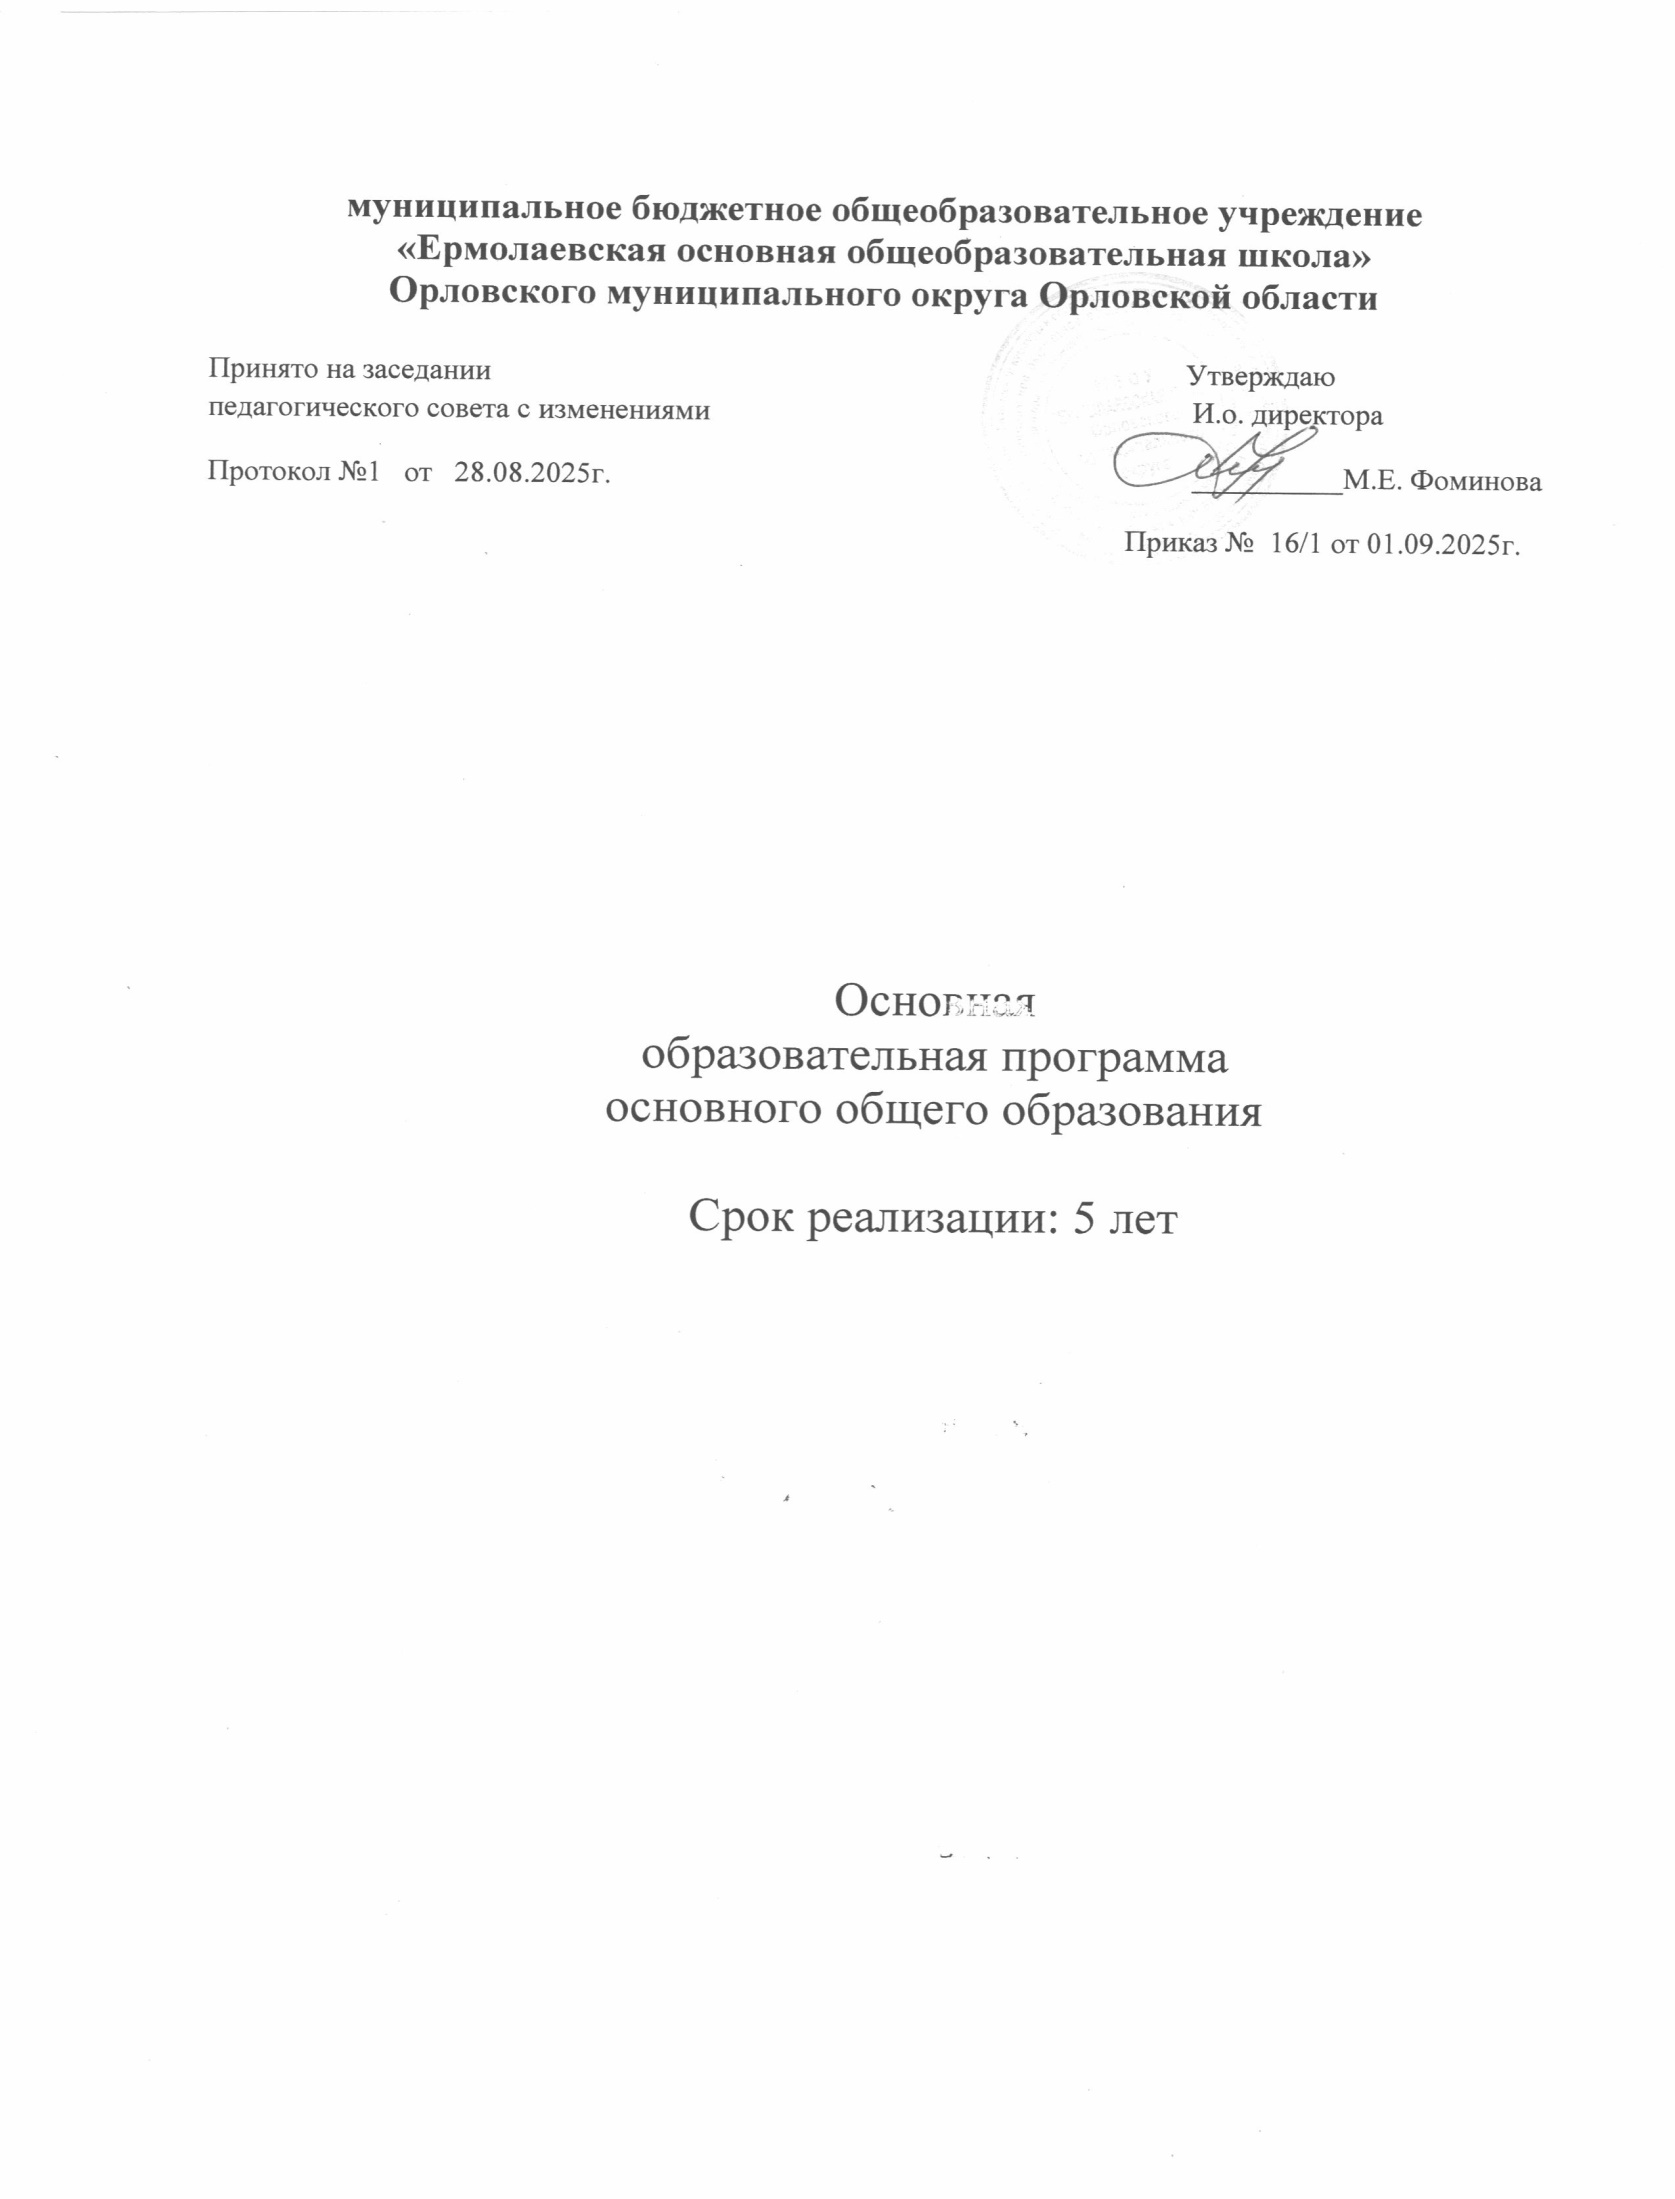 муниципальное бюджетное общеобразовательное учреждение
«Ермолаевская основная общеобразовательная школа»
Орловского муниципального округа Орловской области
Принято на заседании
педагогического совета с изменениями
Протокол №1 от 28.08.2025г.
Утверждаю
И.о. директора
__________М.Е. Фоминова
Приказ № 16/1 от 01.09.2025г.
Основная
образовательная программа
основного общего образования
Срок реализации: 5 лет